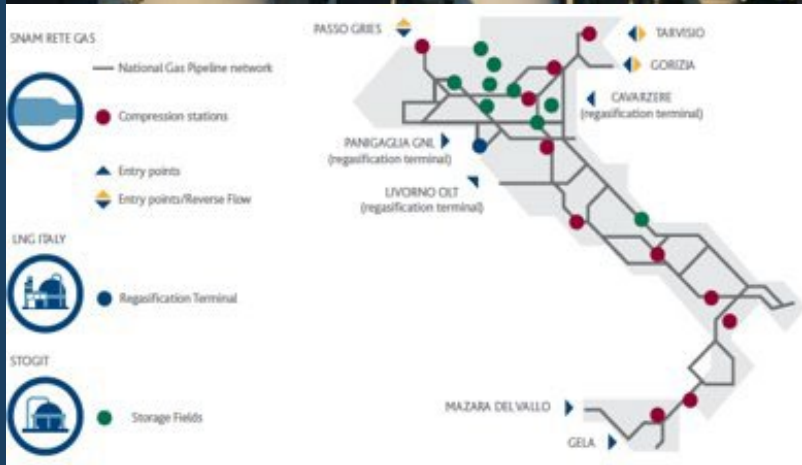 SNAM RETE GAS
National Gas Pipeline network
Compression stations
Entry points
Entry points/Reverse Flow
LNG ITALY
Regasification Terminal
STOGIT
Storage Fields
PASSO GRIES
TARVISIO
GORIZIA
CAVARZERE
(regasification terminal)
PANIGAGLIA GNL
(regasification terminal)
LIVORNO OLT
(regasification terminal)
MAZARA DEL VALLO
GELA